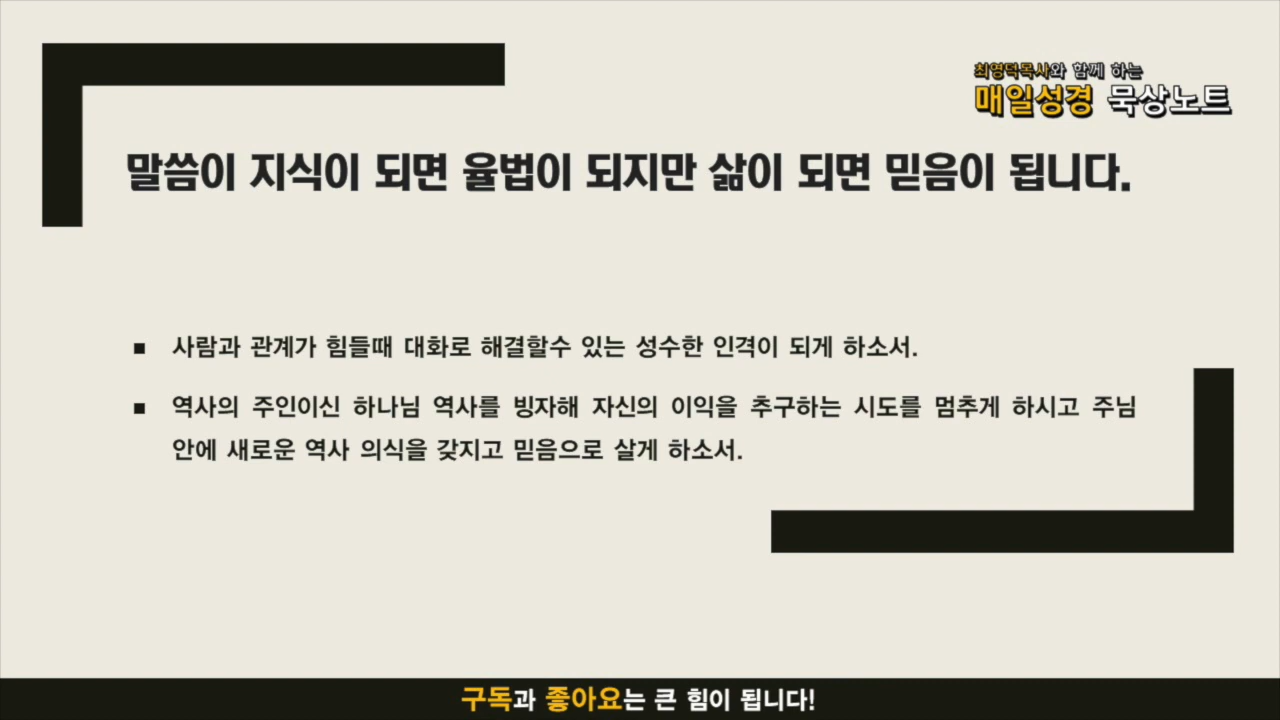 최영덕목사와 함께 하는
매일성경 묵상노트
말씀이 지식이 되면 율법이 되지만 삶이 되면 믿음이 됩니다.
■ 사람과 관계가 힘들때 대화로 해결할수 있는 성수한 인격이 되게 하소서.
■ 역사의 주인이신 하나님 역사를 빙자해 자신의 이익을 추구하는 시도를 멈추게 하시고 주님
안에 새로운 역사 의식을 갖지고 믿음으로 살게 하소서.
구독과 좋아요는 큰 힘이 됩니다!